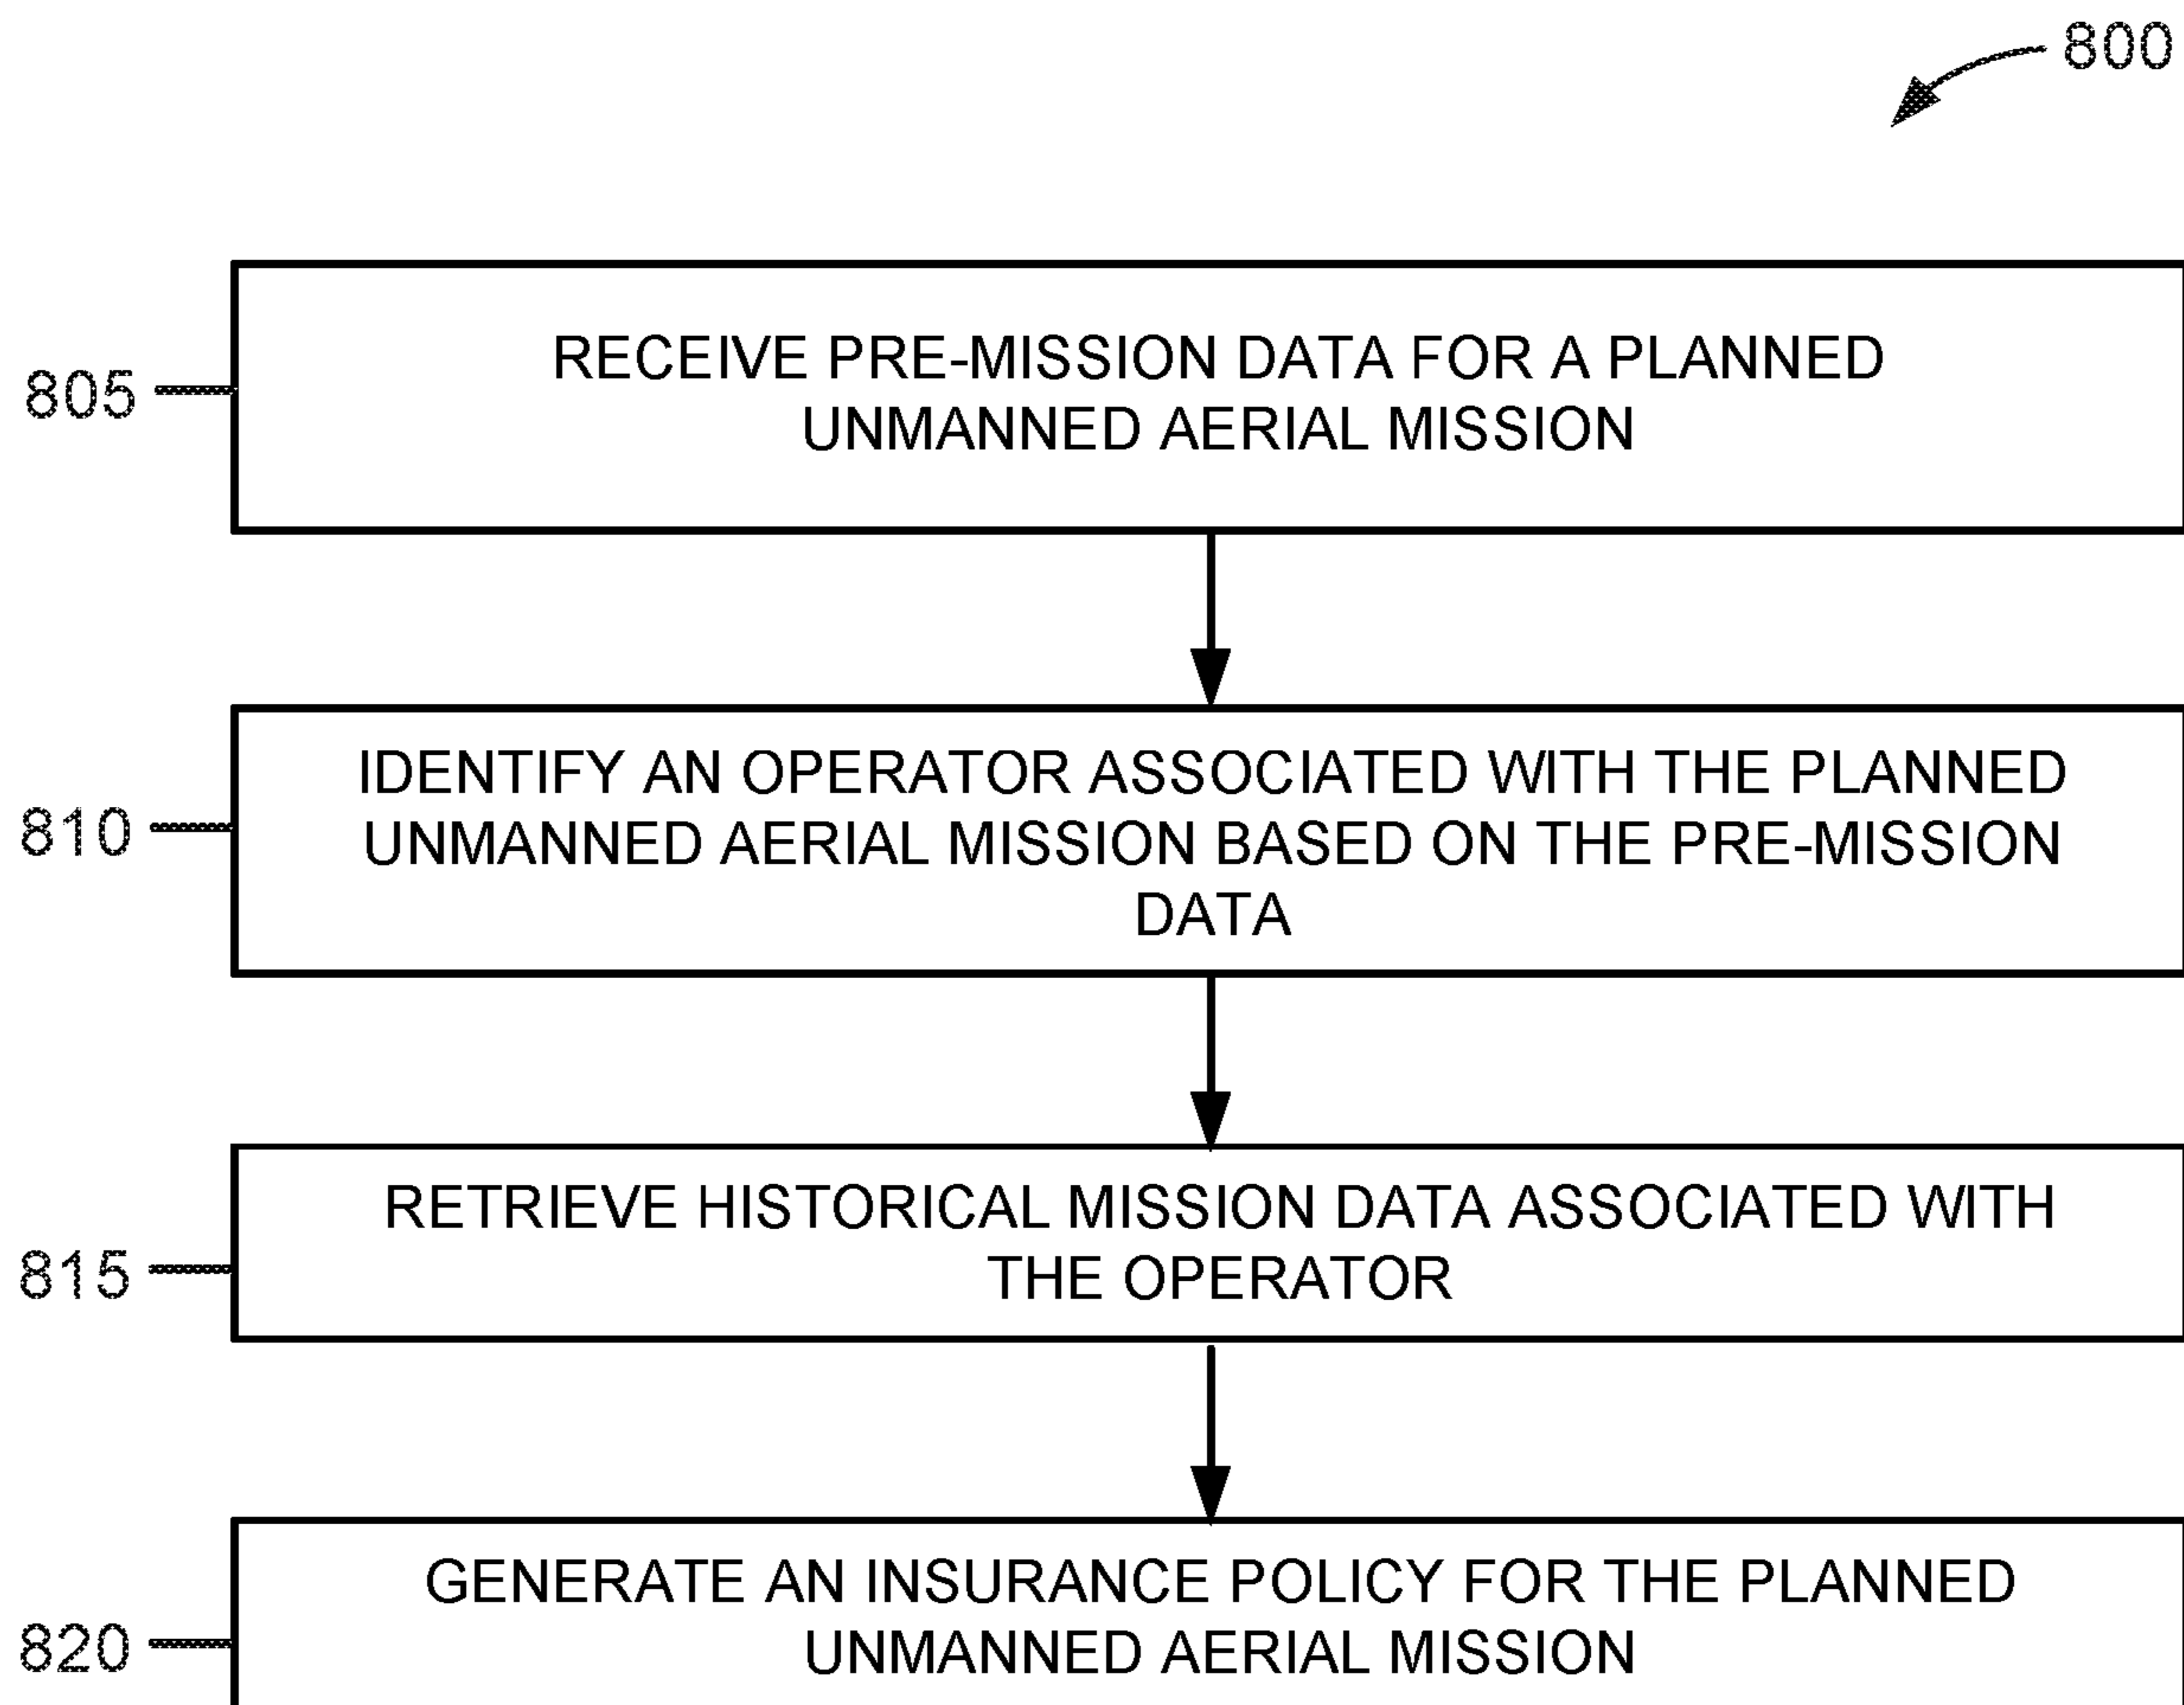 800
805
RECEIVE PRE-MISSION DATA FOR A PLANNED
UNMANNED AERIAL MISSION
810
IDENTIFY AN OPERATOR ASSOCIATED WITH THE PLANNED
UNMANNED AERIAL MISSION BASED ON THE PRE-MISSION
DATA
815
RETRIEVE HISTORICAL MISSION DATA ASSOCIATED WITH
THE OPERATOR
820
GENERATE AN INSURANCE POLICY FOR THE PLANNED
UNMANNED AERIAL MISSION